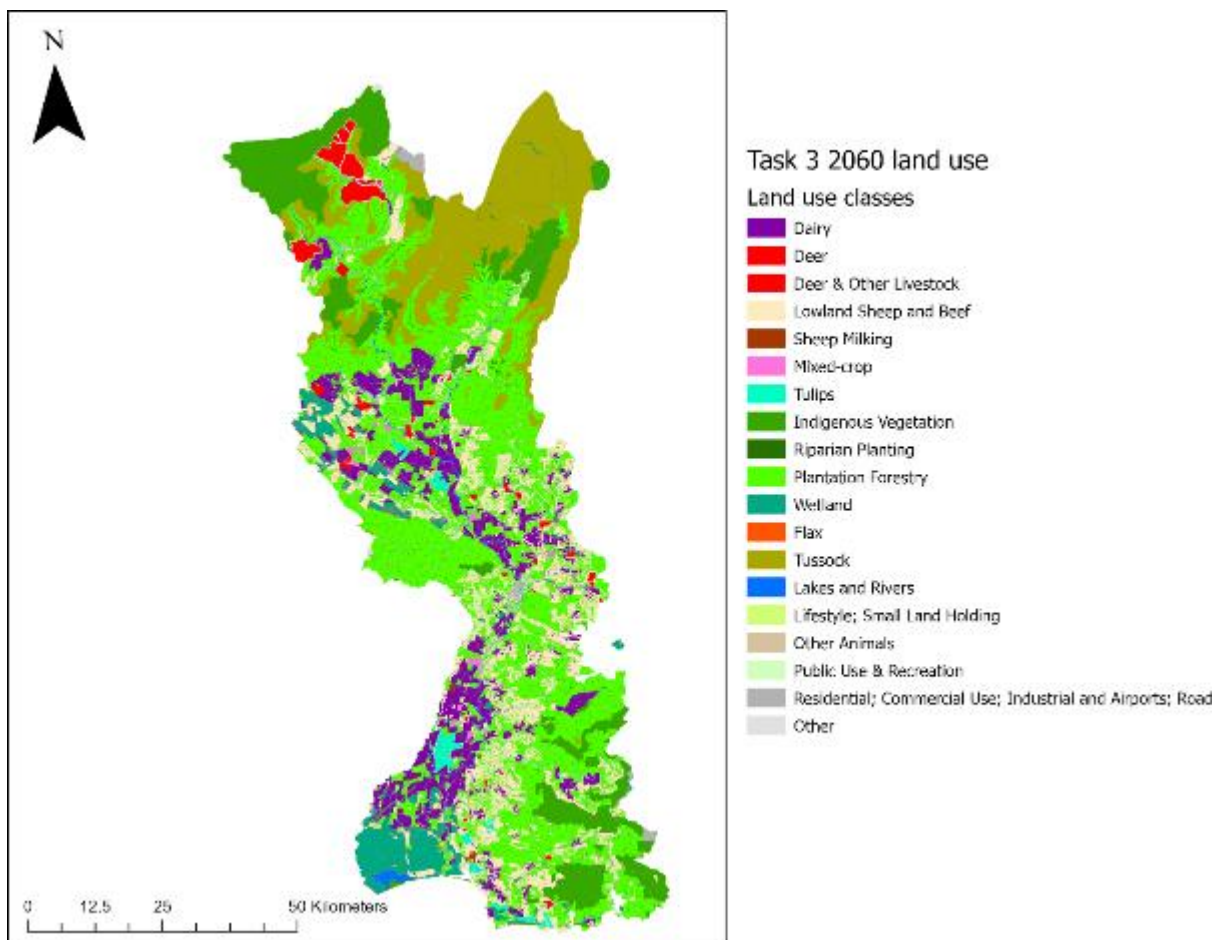 N
Task 3 2060 land use
Land use classes
Dairy
Deer
Deer & Other Livestock
Lowland Sheep and Beef
Sheep Milking
Mixed-crop
Tulips
Indigenous Vegetation
Riparian Planting
Plantation Forestry
Wetland
Flax
Tussock
Lakes and Rivers
Lifestyle; Small Land Holding
Other Animals
Public Use & Recreation
Residential; Commercial Use; Industrial and Airports; Road
Other
0 12.5 25 50 Kilometers